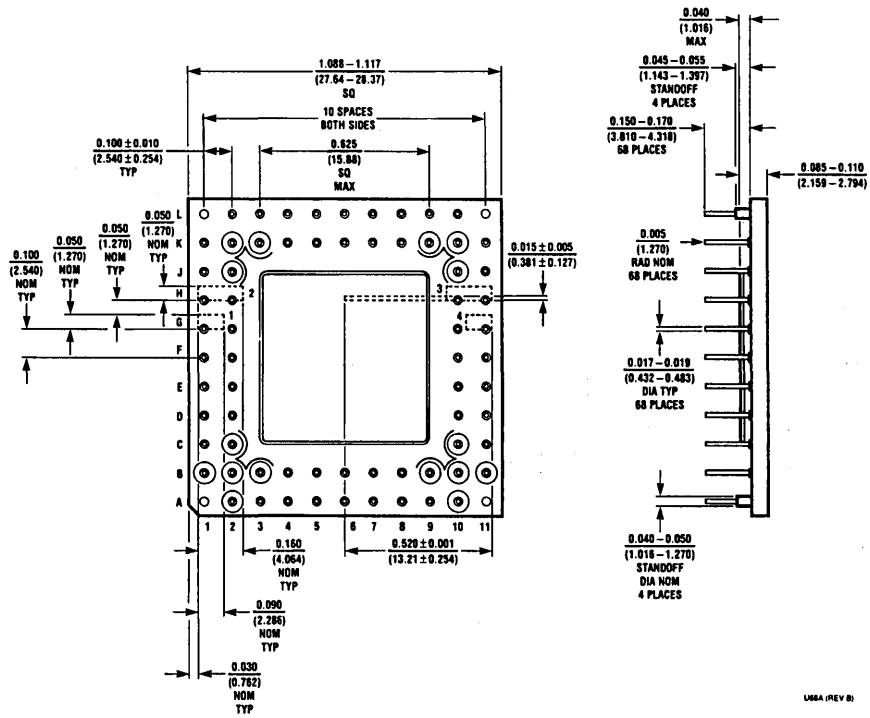 0.040
(1.016)
MAX
1.088–1.117
(27.64–28.37)
SQ
0.045–0.055
(1.143–1.397)
STANDOFF
4 PLACES
10 SPACES
BOTH SIDES
0.150–0.170
(3.810–4.318)
68 PLACES
0.100 ± 0.010
(2.540 ± 0.254)
TYP
0.625
(15.88)
SQ
MAX
0.085–0.110
(2.159–2.794)
0.050
(1.270)
NOM
TYP
0.050
(1.270)
NOM
TYP
0.050
(1.270)
NOM
TYP
0.100
(2.540)
NOM
TYP
0.015 ± 0.005
(0.381 ± 0.127)
0.005
(1.270)
RAD NOM
68 PLACES
L
K
J
H
G
F
E
D
C
B
A
2
3
1
4
0.017–0.019
(0.432–0.483)
DIA TYP
68 PLACES
1 2 3 4 5 6 7 8 9 10 11
0.160
(4.064)
NOM
TYP
0.520 ± 0.001
(13.21 ± 0.254)
0.040–0.050
(1.016–1.270)
STANDOFF
DIA NOM
4 PLACES
0.090
(2.286)
NOM
TYP
0.030
(0.762)
NOM
TYP
U68A (REV B)